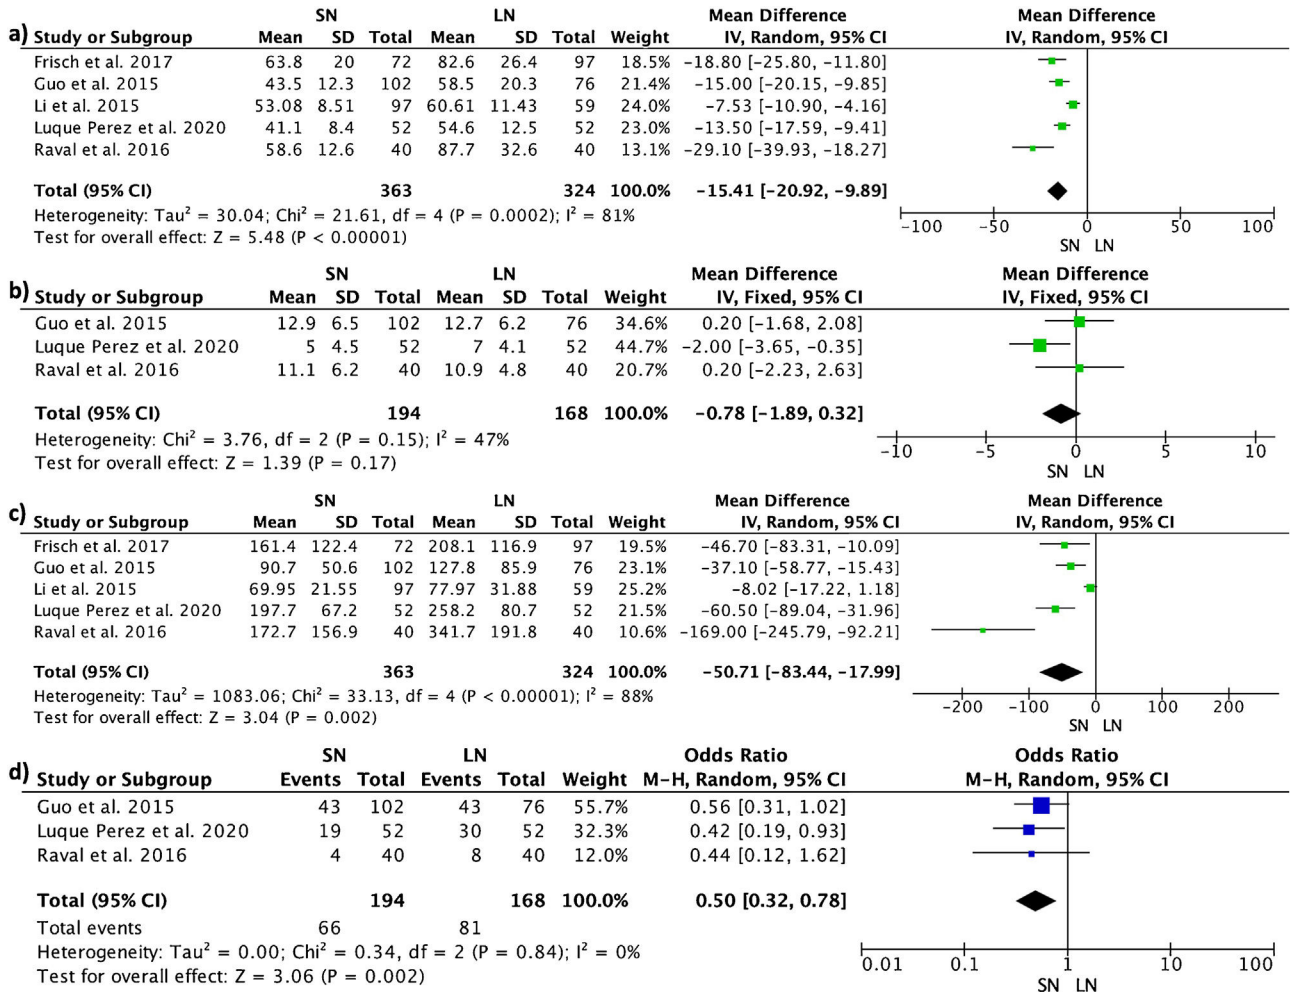 SN LN Mean Difference Mean Difference
a) Study or Subgroup Mean SD Total Mean SD Total Weight IV, Random, 95% CI IV, Random, 95% CI
Frisch et al. 2017 63.8 20 72 82.6 26.4 97 18.5% −18.80 [−25.80, −11.80]
Guo et al. 2015 43.5 12.3 102 58.5 20.3 76 21.4% −15.00 [−20.15, −9.85]
Li et al. 2015 53.08 8.51 97 60.61 11.43 59 24.0% −7.53 [−10.90, −4.16]
Luque Perez et al. 2020 41.1 8.4 52 54.6 12.5 52 23.0% −13.50 [−17.59, −9.41]
Raval et al. 2016 58.6 12.6 40 87.7 32.6 40 13.1% −29.10 [−39.93, −18.27]
Total (95% CI) 363 324 100.0% −15.41 [−20.92, −9.89]
Heterogeneity: Tau² = 30.04; Chi² = 21.61, df = 4 (P = 0.0002); I² = 81%
Test for overall effect: Z = 5.48 (P < 0.00001)
−100 −50 0 50 100
SN LN
SN LN Mean Difference Mean Difference
b) Study or Subgroup Mean SD Total Mean SD Total Weight IV, Fixed, 95% CI IV, Fixed, 95% CI
Guo et al. 2015 12.9 6.5 102 12.7 6.2 76 34.6% 0.20 [−1.68, 2.08]
Luque Perez et al. 2020 5 4.5 52 7 4.1 52 44.7% −2.00 [−3.65, −0.35]
Raval et al. 2016 11.1 6.2 40 10.9 4.8 40 20.7% 0.20 [−2.23, 2.63]
Total (95% CI) 194 168 100.0% −0.78 [−1.89, 0.32]
Heterogeneity: Chi² = 3.76, df = 2 (P = 0.15); I² = 47%
Test for overall effect: Z = 1.39 (P = 0.17)
−10 −5 0 5 10
SN LN
SN LN Mean Difference Mean Difference
c) Study or Subgroup Mean SD Total Mean SD Total Weight IV, Random, 95% CI IV, Random, 95% CI
Frisch et al. 2017 161.4 122.4 72 208.1 116.9 97 19.5% −46.70 [−83.31, −10.09]
Guo et al. 2015 90.7 50.6 102 127.8 85.9 76 23.1% −37.10 [−58.77, −15.43]
Li et al. 2015 69.95 21.55 97 77.97 31.88 59 25.2% −8.02 [−17.22, 1.18]
Luque Perez et al. 2020 197.7 67.2 52 258.2 80.7 52 21.5% −60.50 [−89.04, −31.96]
Raval et al. 2016 172.7 156.9 40 341.7 191.8 40 10.6% −169.00 [−245.79, −92.21]
Total (95% CI) 363 324 100.0% −50.71 [−83.44, −17.99]
Heterogeneity: Tau² = 1083.06; Chi² = 33.13, df = 4 (P < 0.00001); I² = 88%
Test for overall effect: Z = 3.04 (P = 0.002)
−200 −100 0 100 200
SN LN
SN LN Odds Ratio Odds Ratio
d) Study or Subgroup Events Total Events Total Weight M−H, Random, 95% CI M−H, Random, 95% CI
Guo et al. 2015 43 102 43 76 55.7% 0.56 [0.31, 1.02]
Luque Perez et al. 2020 19 52 30 52 32.3% 0.42 [0.19, 0.93]
Raval et al. 2016 4 40 8 40 12.0% 0.44 [0.12, 1.62]
Total (95% CI) 194 168 100.0% 0.50 [0.32, 0.78]
Total events 66 81
Heterogeneity: Tau² = 0.00; Chi² = 0.34, df = 2 (P = 0.84); I² = 0%
Test for overall effect: Z = 3.06 (P = 0.002)
0.01 0.1 1 10 100
SN LN